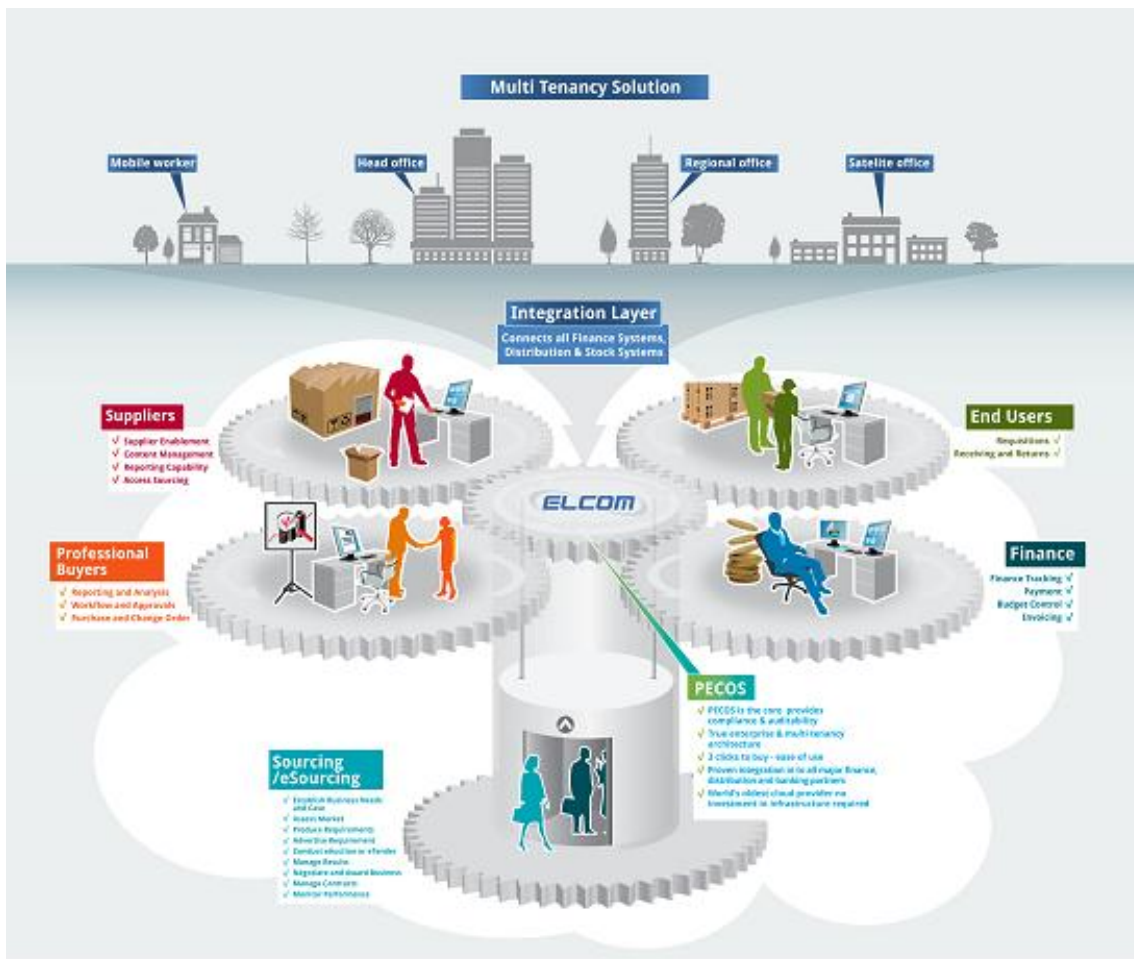 Multi Tenancy Solution
Mobile worker
Head office
Regional office
Satelite office
Integration Layer
Connects all Finance Systems,
Distribution & Stock Systems
Suppliers
√ Supplier Enablement
√ Content Management
√ Reporting Capability
√ Access Sourcing
End Users
Requisitions √
Receiving and Returns √
ELCOM
Professional
Buyers
√ Reporting and Analysis
√ Workflow and Approvals
√ Purchase and Change Order
Finance
Finance Tracking √
Payment √
Budget Control √
Invoicing √
PECOS
√ PECOS is the core provides
compliance & auditability
√ True enterprise & multi tenancy
architecture
√ 3 clicks to buy - ease of use
√ Proven integration in to all major finance,
distribution and banking partners
√ World's oldest cloud provider no
investment in infrastructure required
Sourcing
/eSourcing
√ Establish Business Needs
and Case
√ Assess Market
√ Produce Requirements
√ Advertise Requirement
√ Conduct eAuction or eTender
√ Manage Results
√ Negotiate and Award Business
√ Manage Contracts
√ Monitor Performance